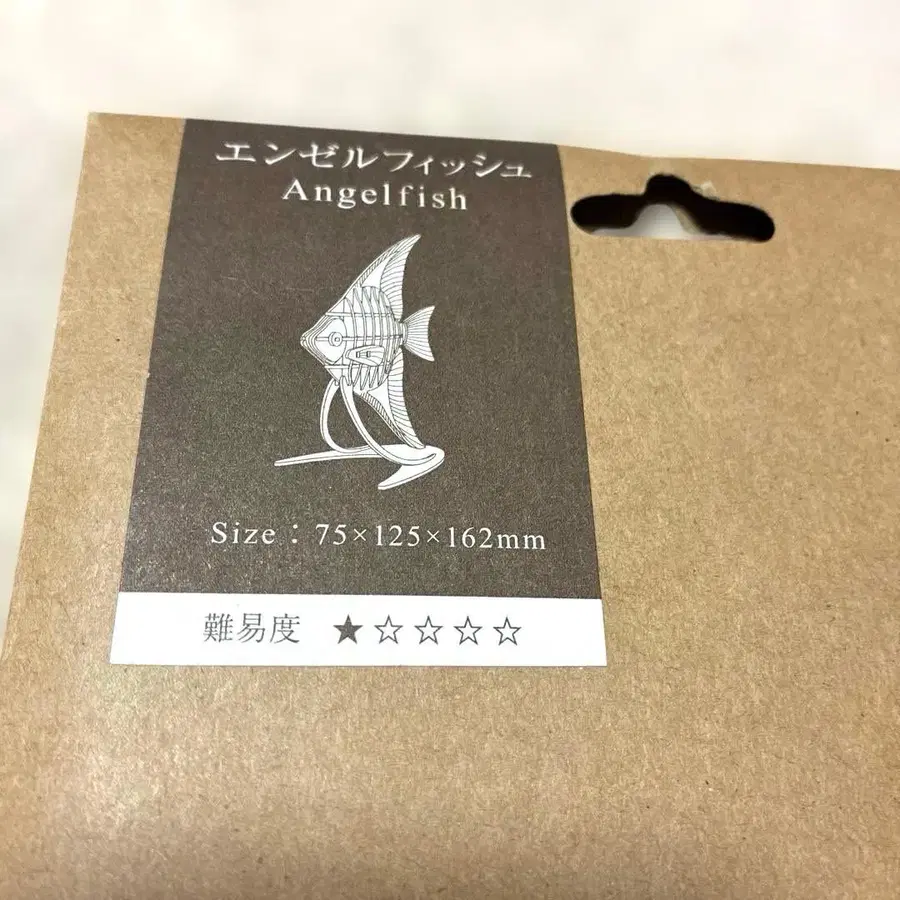 エンゼルフィッシュ
Angelfish
Size：75×125×162mm
難易度 ★☆☆☆☆